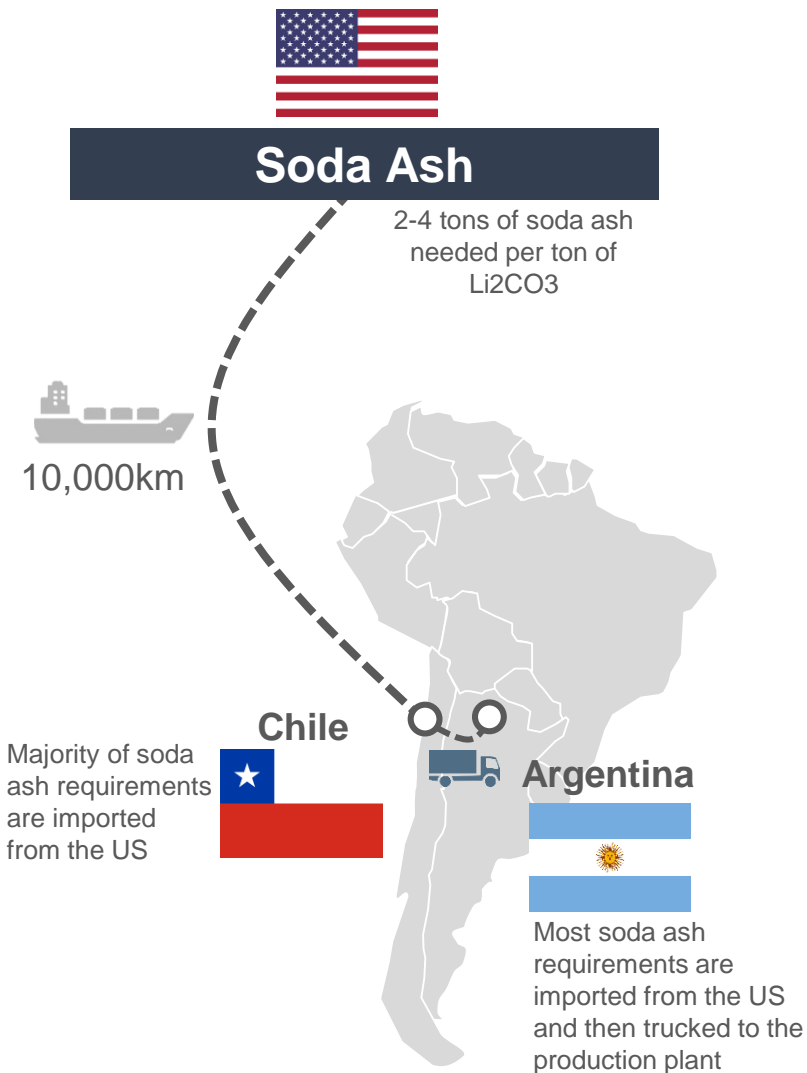 Soda Ash
2-4 tons of soda ash
needed per ton of
Li2CO3
10,000km
Chile
Majority of soda
ash requirements
are imported
from the US
Argentina
Most soda ash
requirements are
imported from the US
and then trucked to the
production plant